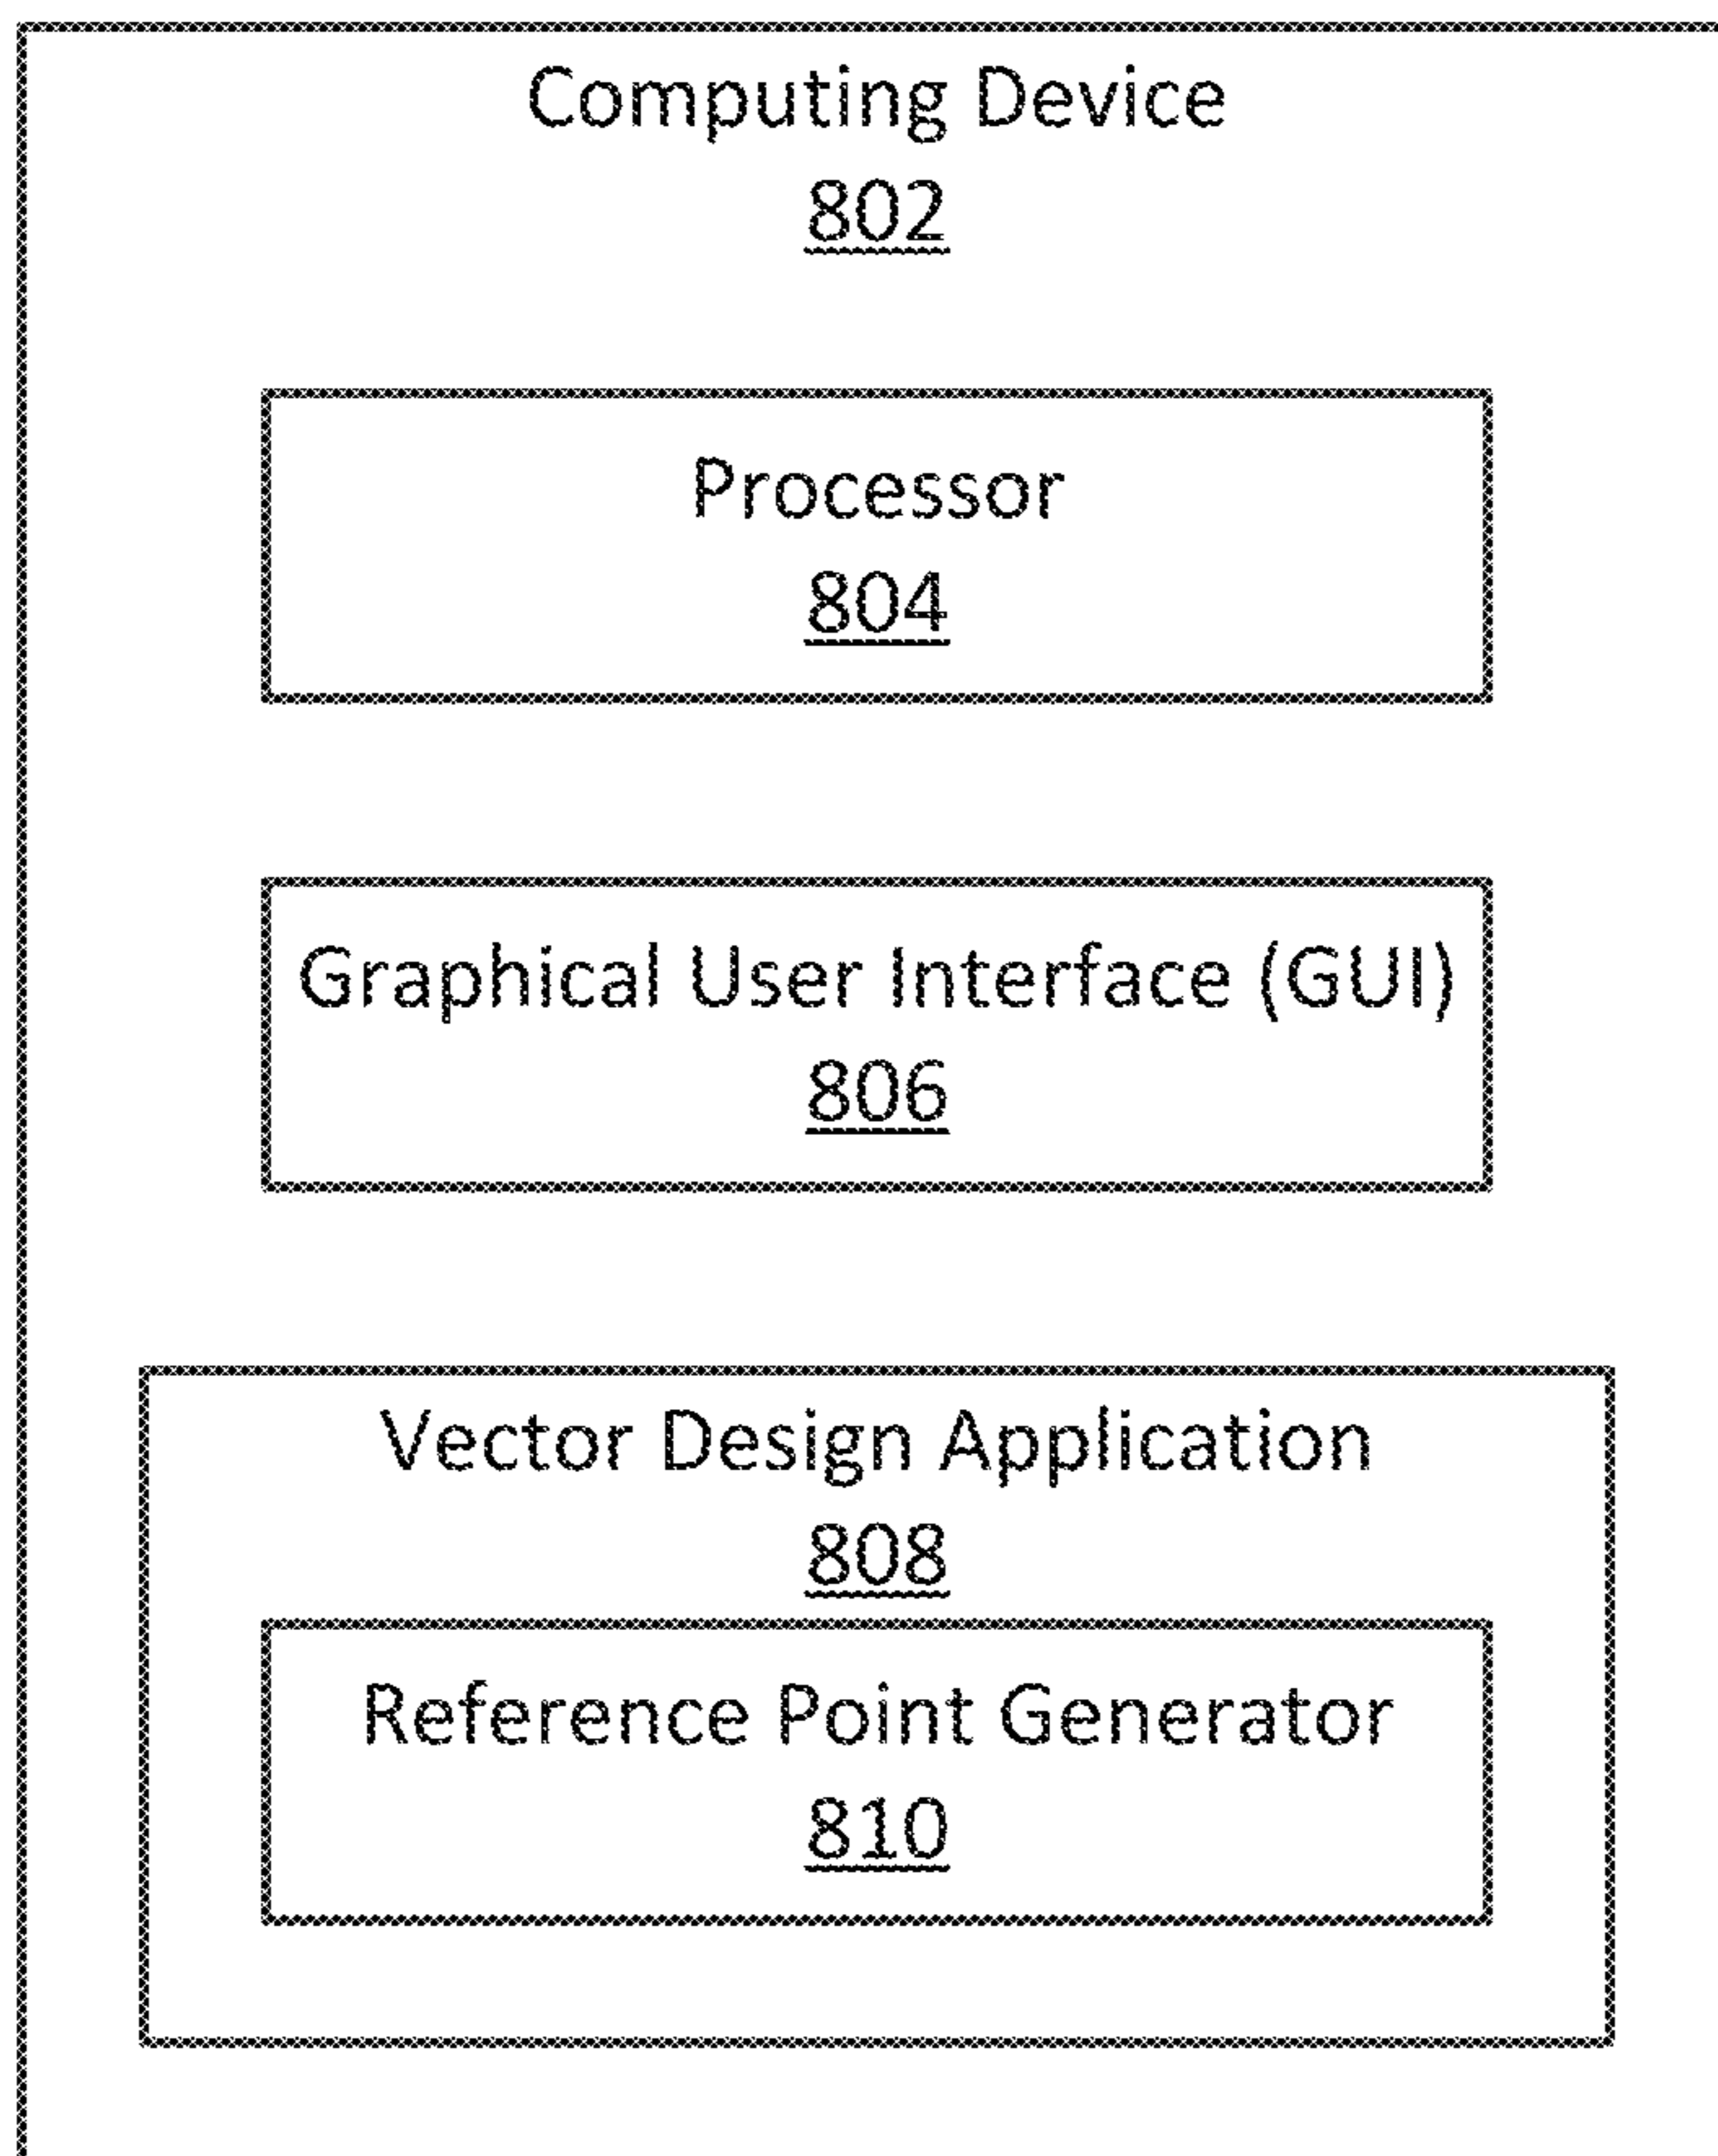 Computing Device
802
Processor
804
Graphical User Interface (GUI)
806
Vector Design Application
808
Reference Point Generator
810